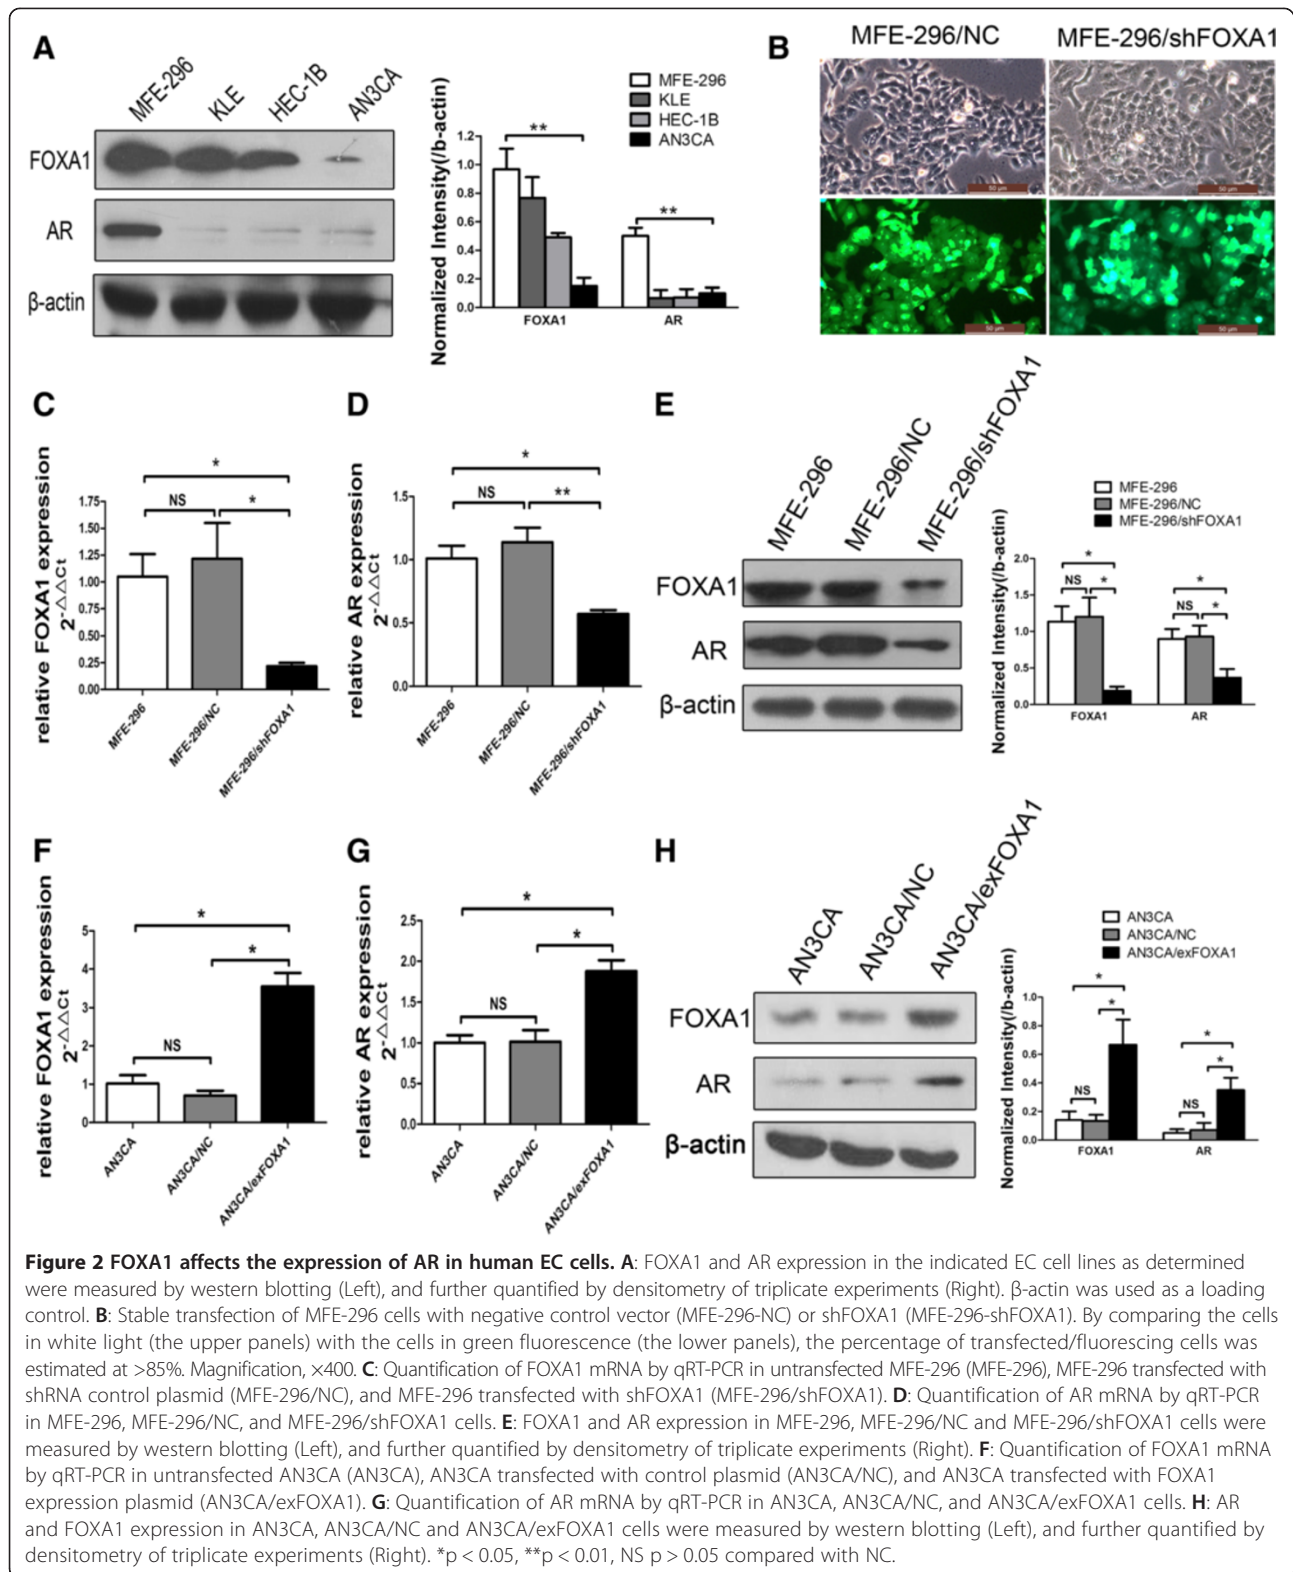 A
MFE-296
KLE
HEC-1B
AN3CA
FOXA1
AR
β-actin
Normalized Intensity(/b-actin)
1.2
1.0
0.8
0.6
0.4
0.2
0.0
**
**
FOXA1
AR
MFE-296
KLE
HEC-1B
AN3CA
B
MFE-296/NC
MFE-296/shFOXA1
50 µm
50 µm
50 µm
50 µm
C
relative FOXA1 expression
2-△△Ct
1.75
1.50
1.25
1.00
0.75
0.50
0.25
0.00
*
NS
*
MFE-296
MFE-296/NC
MFE-296/shFOXA1
D
relative AR expression
2-△△Ct
1.5
1.0
0.5
0.0
*
NS
**
MFE-296
MFE-296/NC
MFE-296/shFOXA1
E
MFE-296
MFE-296/NC
MFE-296/shFOXA1
FOXA1
AR
β-actin
MFE-296
MFE-296/NC
MFE-296/shFOXA1
Normalized Intensity(/b-actin)
2.0
1.5
1.0
0.5
0.0
*
NS
*
*
NS
*
FOXA1
AR
F
relative FOXA1 expression
2-△△Ct
5
4
3
2
1
0
*
*
NS
AN3CA
AN3CA/NC
AN3CA/exFOXA1
G
relative AR expression
2-△△Ct
2.5
2.0
1.5
1.0
0.5
0.0
*
*
NS
AN3CA
AN3CA/NC
AN3CA/exFOXA1
H
AN3CA
AN3CA/NC
AN3CA/exFOXA1
FOXA1
AR
β-actin
AN3CA
AN3CA/NC
AN3CA/exFOXA1
Normalized Intensity(/b-actin)
1.0
0.8
0.6
0.4
0.2
0.0
*
*
NS
*
*
NS
FOXA1
AR
Figure 2 FOXA1 affects the expression of AR in human EC cells. A: FOXA1 and AR expression in the indicated EC cell lines as determined
were measured by western blotting (Left), and further quantified by densitometry of triplicate experiments (Right). β-actin was used as a loading
control. B: Stable transfection of MFE-296 cells with negative control vector (MFE-296-NC) or shFOXA1 (MFE-296-shFOXA1). By comparing the cells
in white light (the upper panels) with the cells in green fluorescence (the lower panels), the percentage of transfected/fluorescing cells was
estimated at >85%. Magnification, ×400. C: Quantification of FOXA1 mRNA by qRT-PCR in untransfected MFE-296 (MFE-296), MFE-296 transfected with
shRNA control plasmid (MFE-296/NC), and MFE-296 transfected with shFOXA1 (MFE-296/shFOXA1). D: Quantification of AR mRNA by qRT-PCR
in MFE-296, MFE-296/NC, and MFE-296/shFOXA1 cells. E: FOXA1 and AR expression in MFE-296, MFE-296/NC and MFE-296/shFOXA1 cells were
measured by western blotting (Left), and further quantified by densitometry of triplicate experiments (Right). F: Quantification of FOXA1 mRNA
by qRT-PCR in untransfected AN3CA (AN3CA), AN3CA transfected with control plasmid (AN3CA/NC), and AN3CA transfected with FOXA1
expression plasmid (AN3CA/exFOXA1). G: Quantification of AR mRNA by qRT-PCR in AN3CA, AN3CA/NC, and AN3CA/exFOXA1 cells. H: AR
and FOXA1 expression in AN3CA, AN3CA/NC and AN3CA/exFOXA1 cells were measured by western blotting (Left), and further quantified by
densitometry of triplicate experiments (Right). *p < 0.05, **p < 0.01, NS p > 0.05 compared with NC.